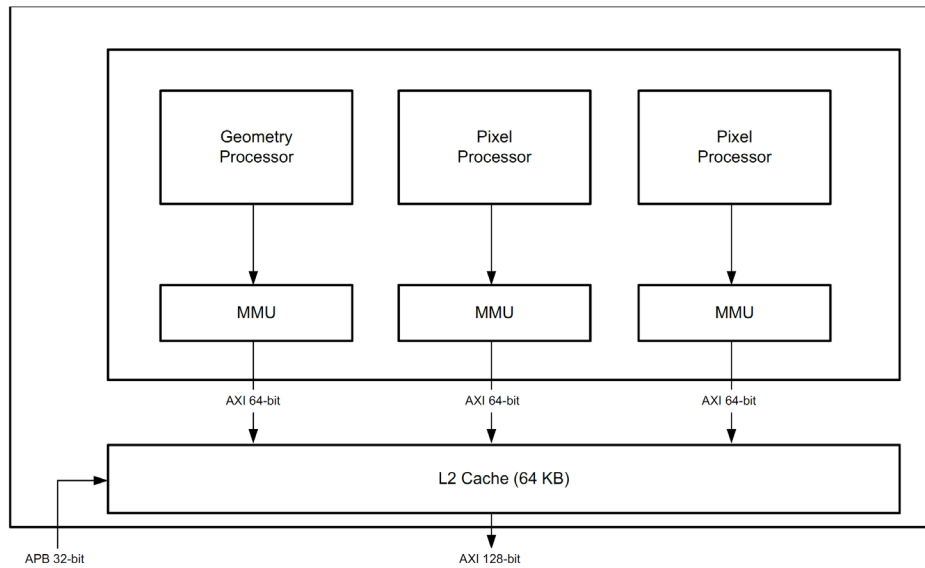 Geometry
Processor
Pixel
Processor
Pixel
Processor
MMU
MMU
MMU
AXI 64-bit
AXI 64-bit
AXI 64-bit
L2 Cache (64 KB)
APB 32-bit
AXI 128-bit